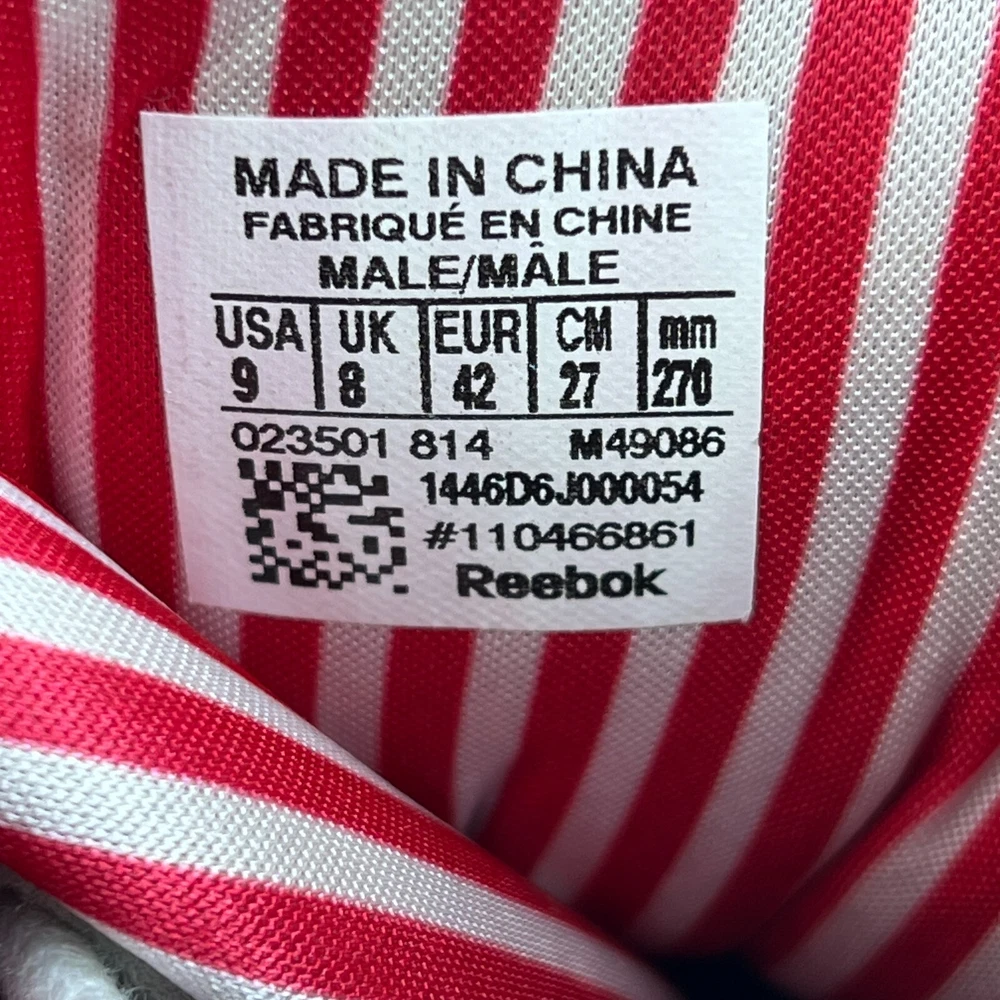 MADE IN CHINA
FABRIQUÉ EN CHINE
MALE/MÂLE
USA UK EUR CM mm
9 8 42 27 270
023501 814 M49086
1446D6J000054
#110466861
Reebok